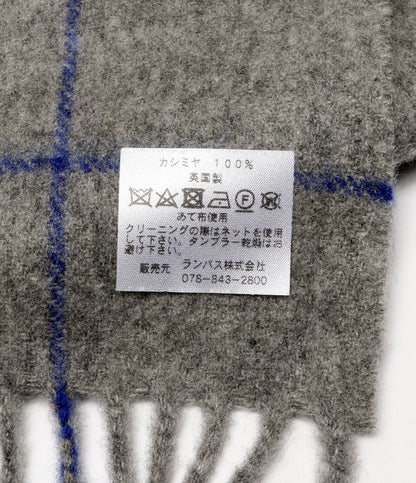 カシミヤ 100%
英国製
あて布使用
クリーニングの際はネットを使用
して下さい。タンブラー乾燥はお
避け下さい。
販売元 ランバス株式会社
078-843-2800